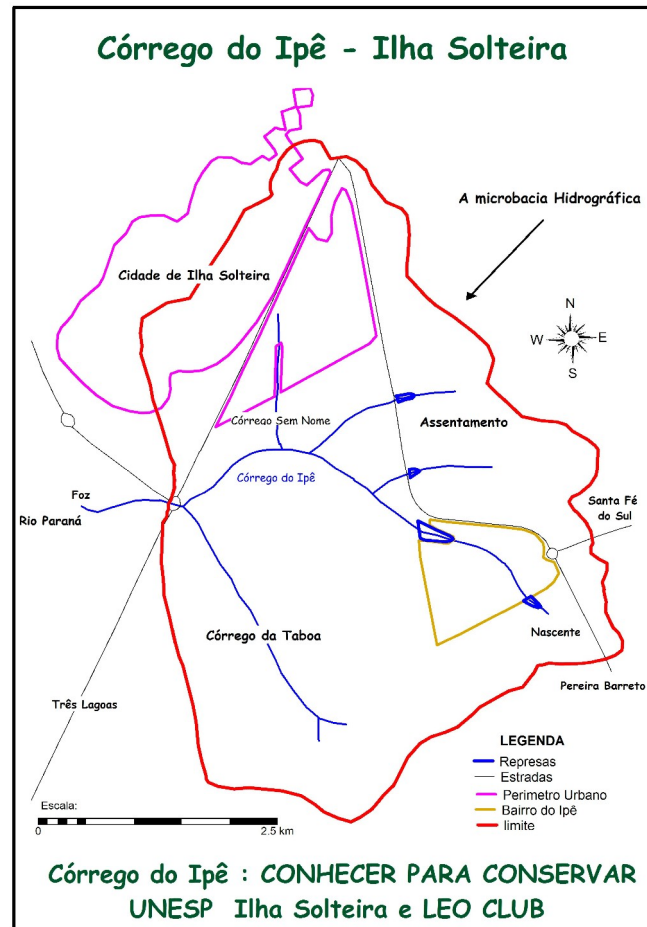 Córrego do Ipê - Ilha Solteira
A microbacia Hidrográfica
Cidade de Ilha Solteira
N
W
E
S
Córreao Sem Nome
Assentamento
Córrego do Ipê
Foz
Rio Paraná
Santa Fé
do Sul
Córrego da Taboa
Nascente
Pereira Barreto
Três Lagoas
LEGENDA
Represas
Estradas
Perimetro Urbano
Bairro do Ipê
limite
Escala:
0
2.5 km
Córrego do Ipê : CONHECER PARA CONSERVAR
UNESP Ilha Solteira e LEO CLUB